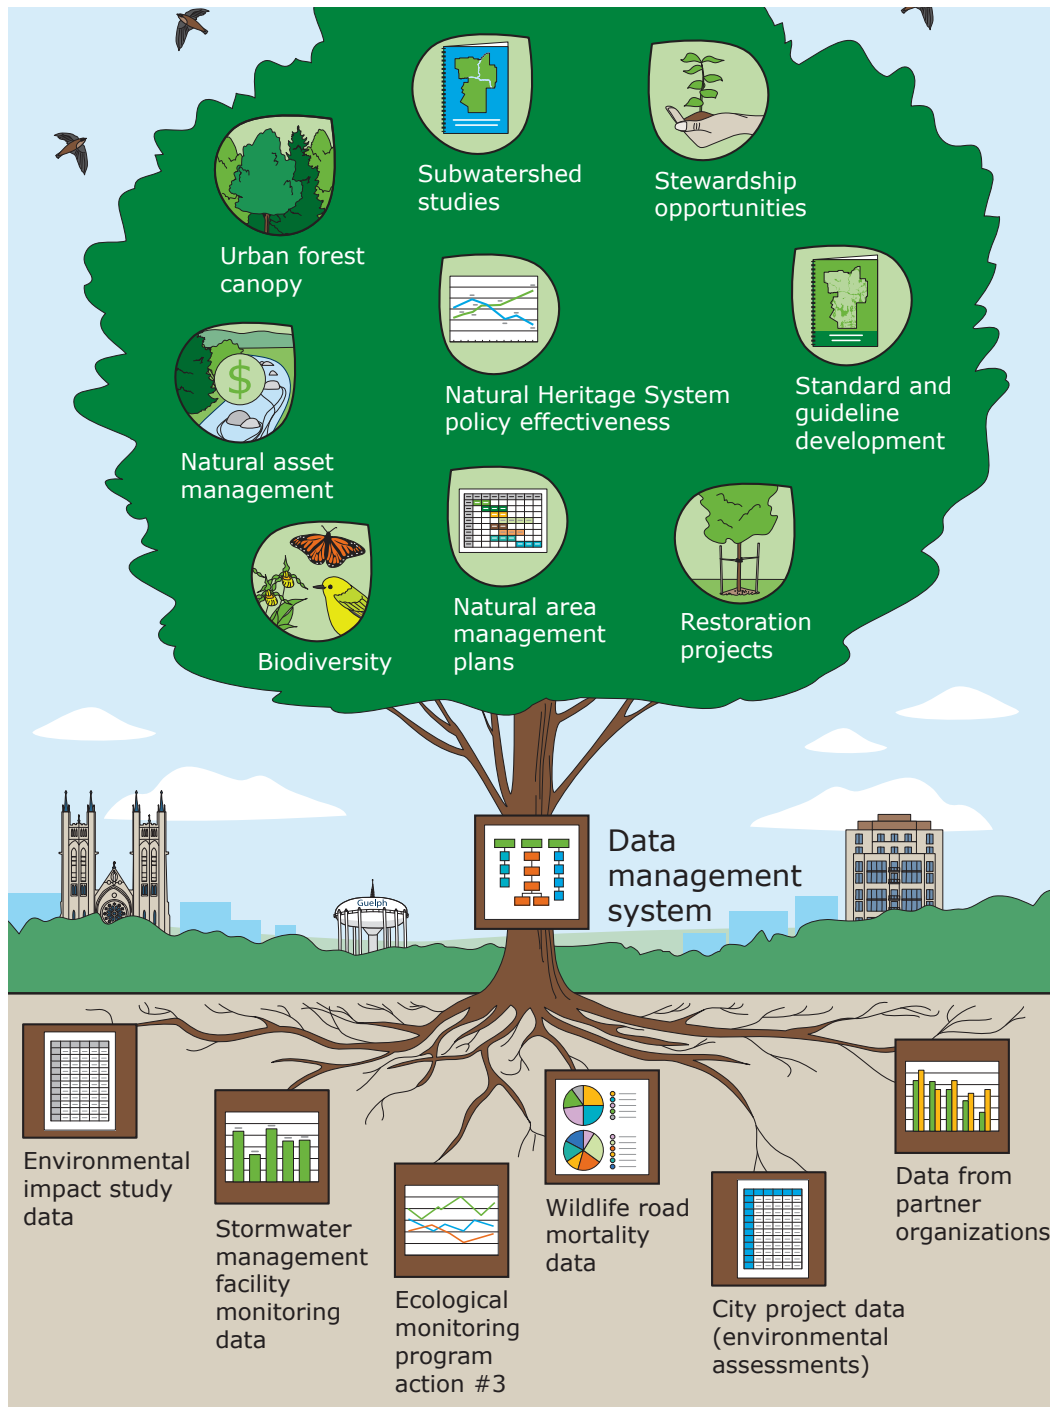 Subwatershed
studies
Stewardship
opportunities
Urban forest
canopy
Natural Heritage System
policy effectiveness
Standard and
guideline
development
$
Natural asset
management
Natural area
management
plans
Restoration
projects
Biodiversity
Data
management
system
Guelph
Environmental
impact study
data
Stormwater
management
facility
monitoring
data
Ecological
monitoring
program
action #3
Wildlife road
mortality
data
City project data
(environmental
assessments)
Data from
partner
organizations